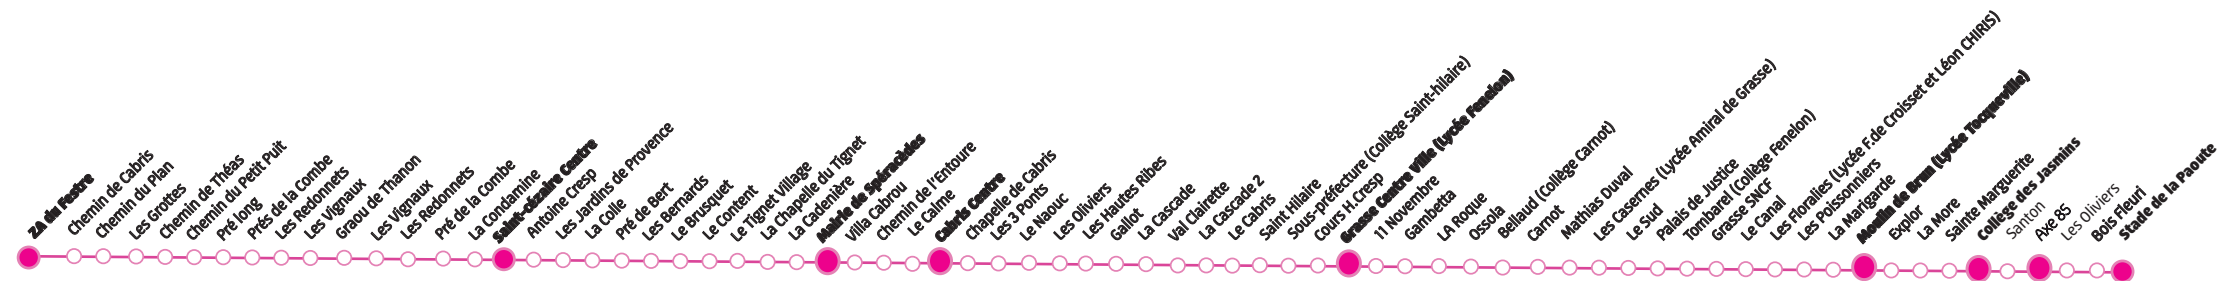 ZA du Festre
Chemin de Cabris
Chemin du Plan
Les Grottes
Chemin de Théas
Chemin du Petit Puit
Pré long
Prés de la Combe
Les Redonnets
Les Vignaux
Graou de Thanon
Les Vignaux
Les Redonnets
Pré de la Combe
La Condamine
Saint-cézaire Centre
Antoine Cresp
Les Jardins de Provence
La Colle
Pré de Bert
Les Bernards
Le Brusquet
Le Content
Le Tignet Village
La Chapelle du Tignet
La Cadenière
Mairie de Spéracèdes
Villa Cabrou
Chemin de l'Entoure
Le Calme
Cabris Centre
Chapelle de Cabris
Les 3 Ponts
Le Naouc
Les Oliviers
Les Hautes Ribes
Gallot
La Cascade
Val Clairette
La Cascade 2
Le Cabris
Saint Hilaire
Sous-préfecture (Collège Saint-hilaire)
Cours H.Cresp
Grasse Centre Ville (Lycée Fenelon)
11 Novembre
Gambetta
LA Roque
Ossola
Bellaud (Collège Carnot)
Carnot
Mathias Duval
Les Casernes (Lycée Amiral de Grasse)
Le Sud
Palais de Justice
Tombarel (Collège Fenelon)
Grasse SNCF
Le Canal
Les Floralies (Lycée F.de Croisset et Léon CHIRIS)
Les Poissonniers
La Marigarde
Moulin de Brun (Lycée Tocqueville)
Explor
La More
Sainte Marguerite
Collège des Jasmins
Santon
Axe 85
Les Oliviers
Bois Fleuri
Stade de la Paoute